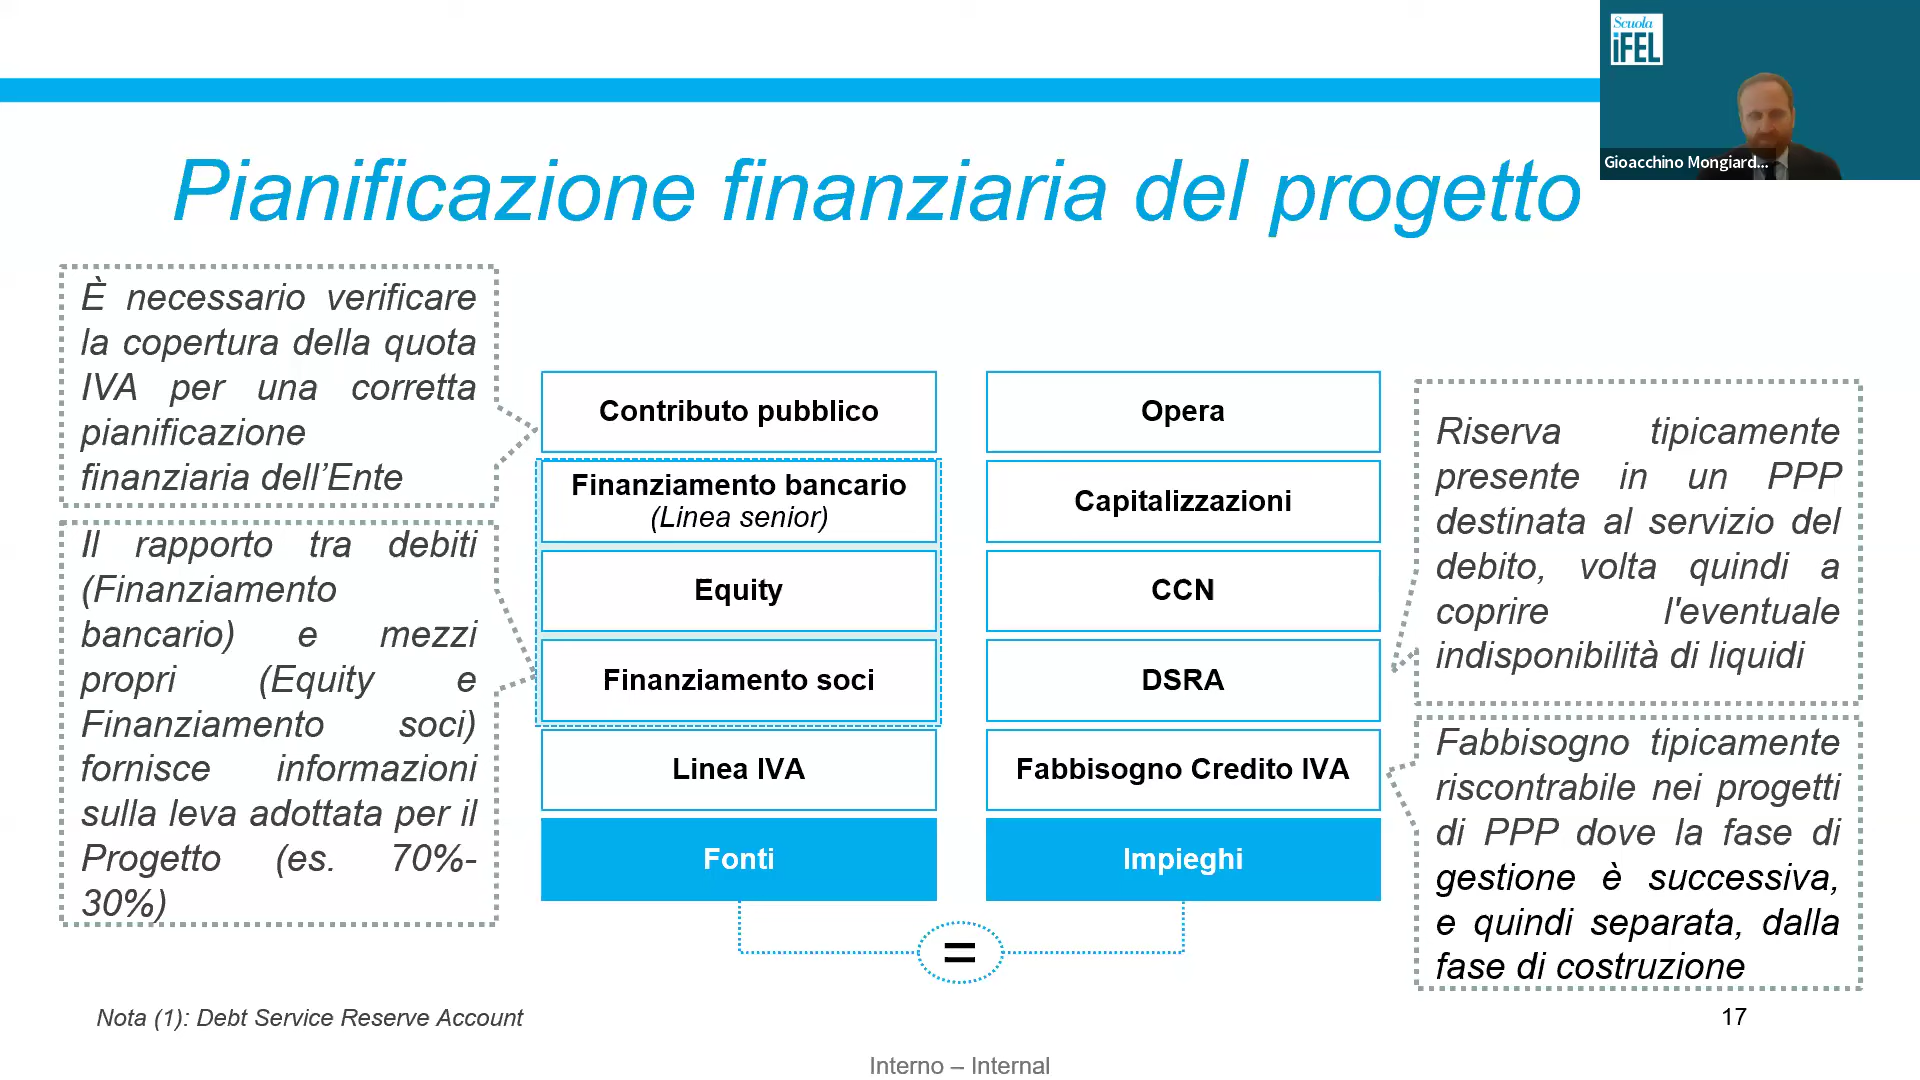 Scuola
iFEL
Gioacchino Mongiard...
Pianificazione finanziaria del progetto
È necessario verificare
la copertura della quota
IVA per una corretta
pianificazione
finanziaria dell’Ente
Il rapporto tra debiti
(Finanziamento
bancario) e mezzi
propri (Equity e
Finanziamento soci)
fornisce informazioni
sulla leva adottata per il
Progetto (es. 70%-
30%)
Contributo pubblico
Finanziamento bancario
(Linea senior)
Equity
Finanziamento soci
Linea IVA
Fonti
Opera
Capitalizzazioni
CCN
DSRA
Fabbisogno Credito IVA
Impieghi
=
Riserva tipicamente
presente in un PPP
destinata al servizio del
debito, volta quindi a
coprire l'eventuale
indisponibilità di liquidi
Fabbisogno tipicamente
riscontrabile nei progetti
di PPP dove la fase di
gestione è successiva,
e quindi separata, dalla
fase di costruzione
Nota (1): Debt Service Reserve Account
17
Interno – Internal